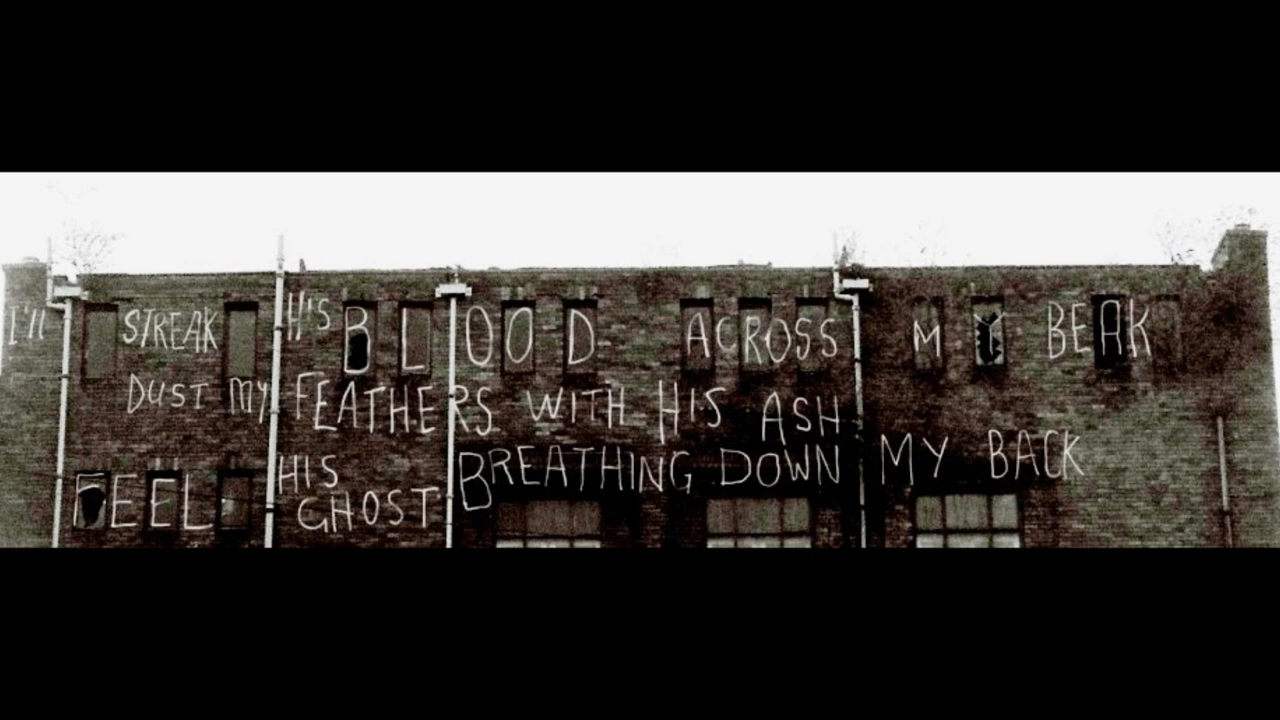 I'll STREAK HIS BLOOD ACROSS MY BEAK
DUST MY FEATHERS WITH HIS ASH
FEEL HIS GHOST BREATHING DOWN MY BACK